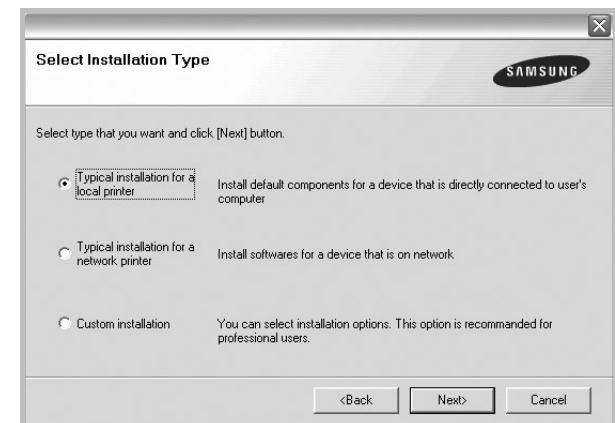 Select Installation Type
SAMSUNG
Select type that you want and click [Next] button.
Typical installation for a
local printer
Install default components for a device that is directly connected to user's
computer
Typical installation for a
network printer
Install softwares for a device that is on network
Custom installation
You can select installation options. This option is recommanded for
professional users.
<Back
Next>
Cancel